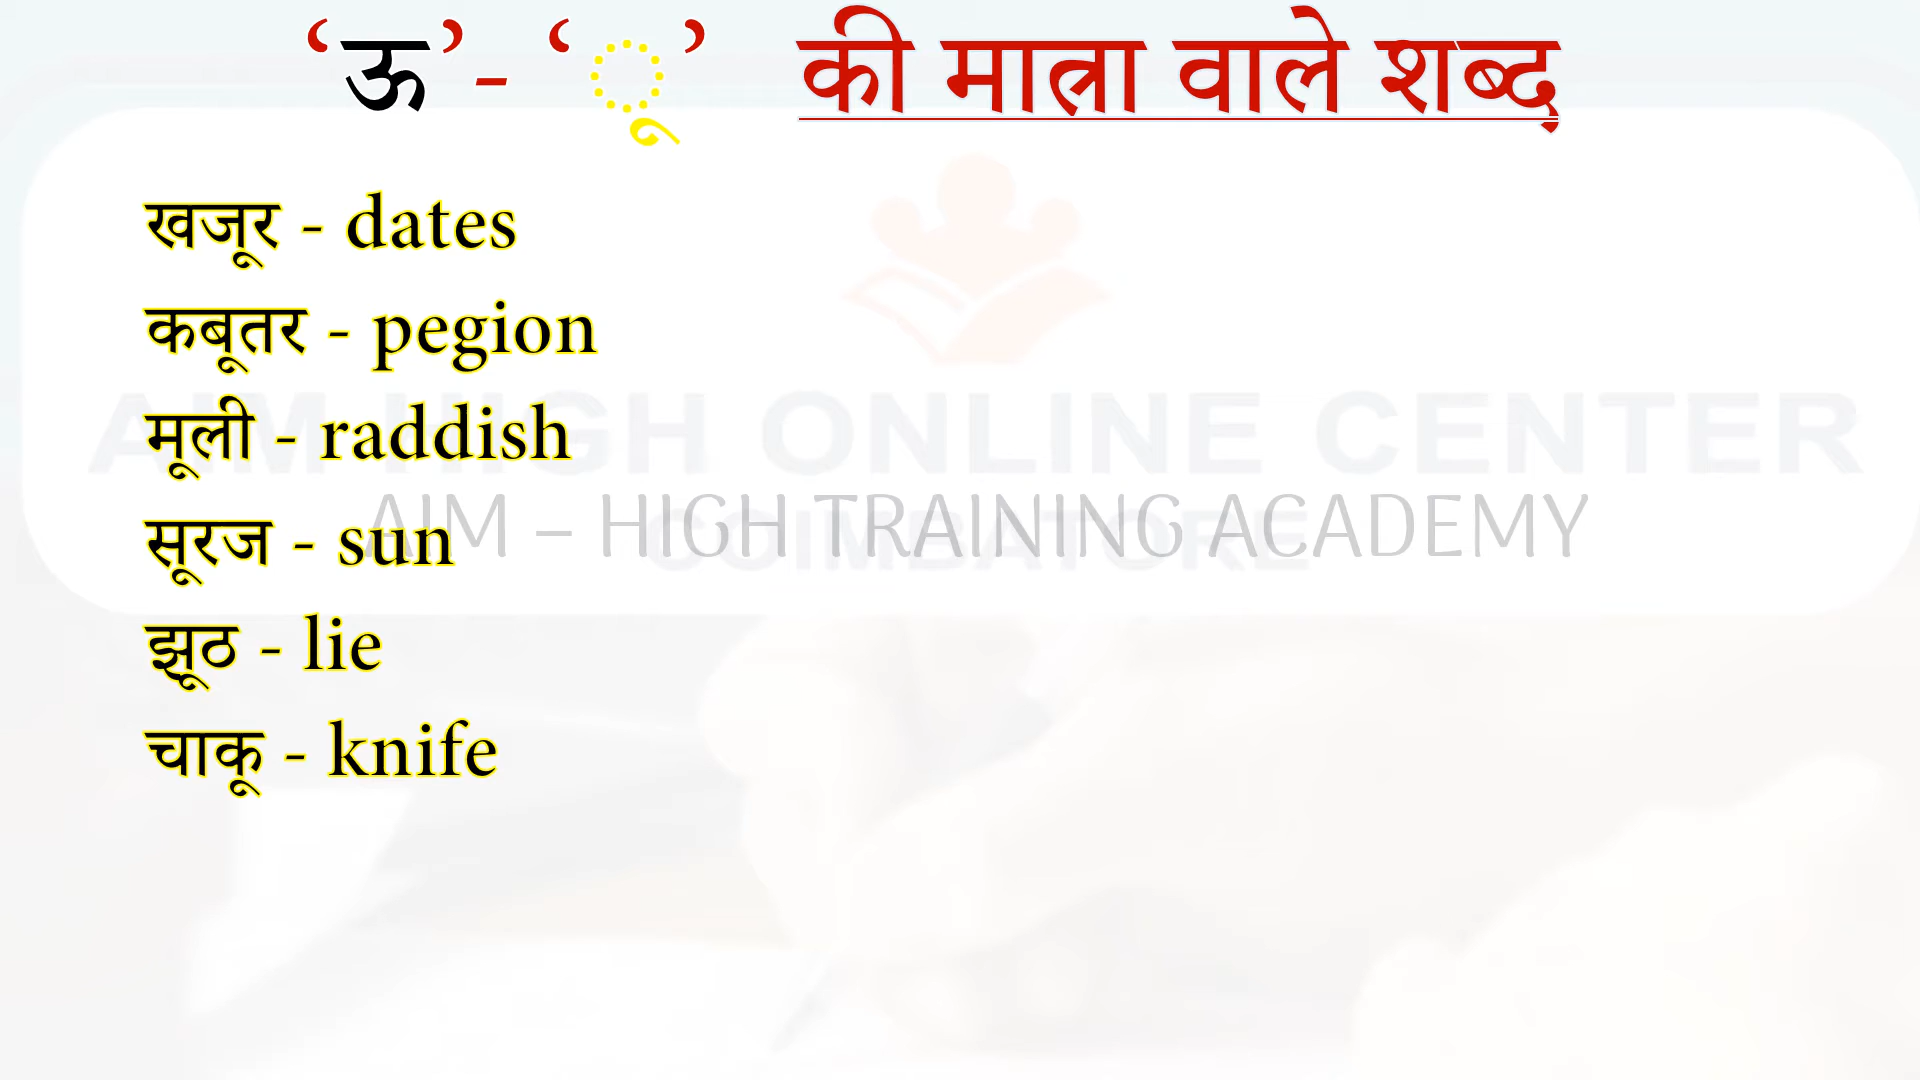 ‘ऊ’ - ‘ू’ की मात्रा वाले शब्द
खजूर - dates
कबूतर - pegion
मूली - raddish
AIM HIGH ONLINE CENTER
सूरज - sun
AIM – HIGH TRAINING ACADEMY
COIMBATORE
झूठ - lie
चाकू - knife